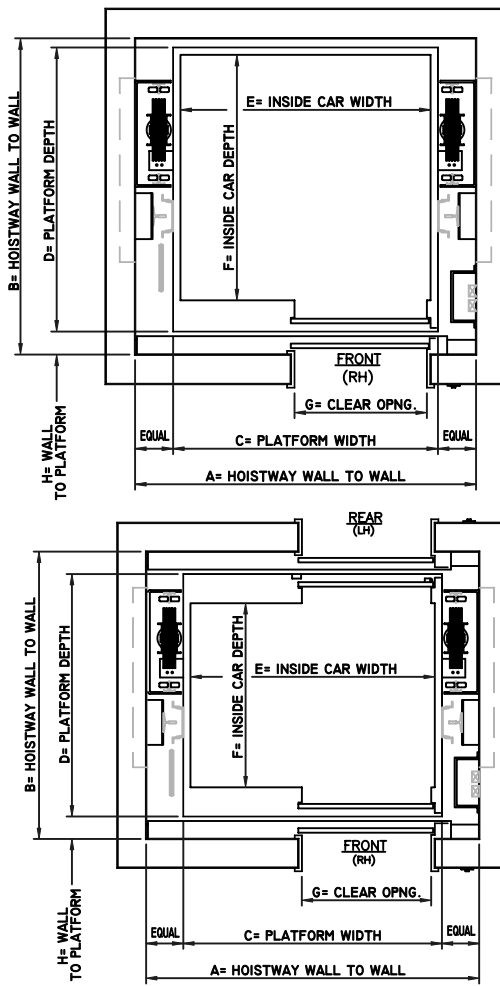 E= INSIDE CAR WIDTH
B= HOISTWAY WALL TO WALL
D= PLATFORM DEPTH
F= INSIDE CAR DEPTH
FRONT
(RH)
G= CLEAR OPNG.
H= WALL
TO PLATFORM
EQUAL
C= PLATFORM WIDTH
EQUAL
A= HOISTWAY WALL TO WALL
REAR
(LH)
B= HOISTWAY WALL TO WALL
D= PLATFORM DEPTH
F= INSIDE CAR DEPTH
E= INSIDE CAR WIDTH
FRONT
(RH)
G= CLEAR OPNG.
H= WALL
TO PLATFORM
EQUAL
C= PLATFORM WIDTH
EQUAL
A= HOISTWAY WALL TO WALL